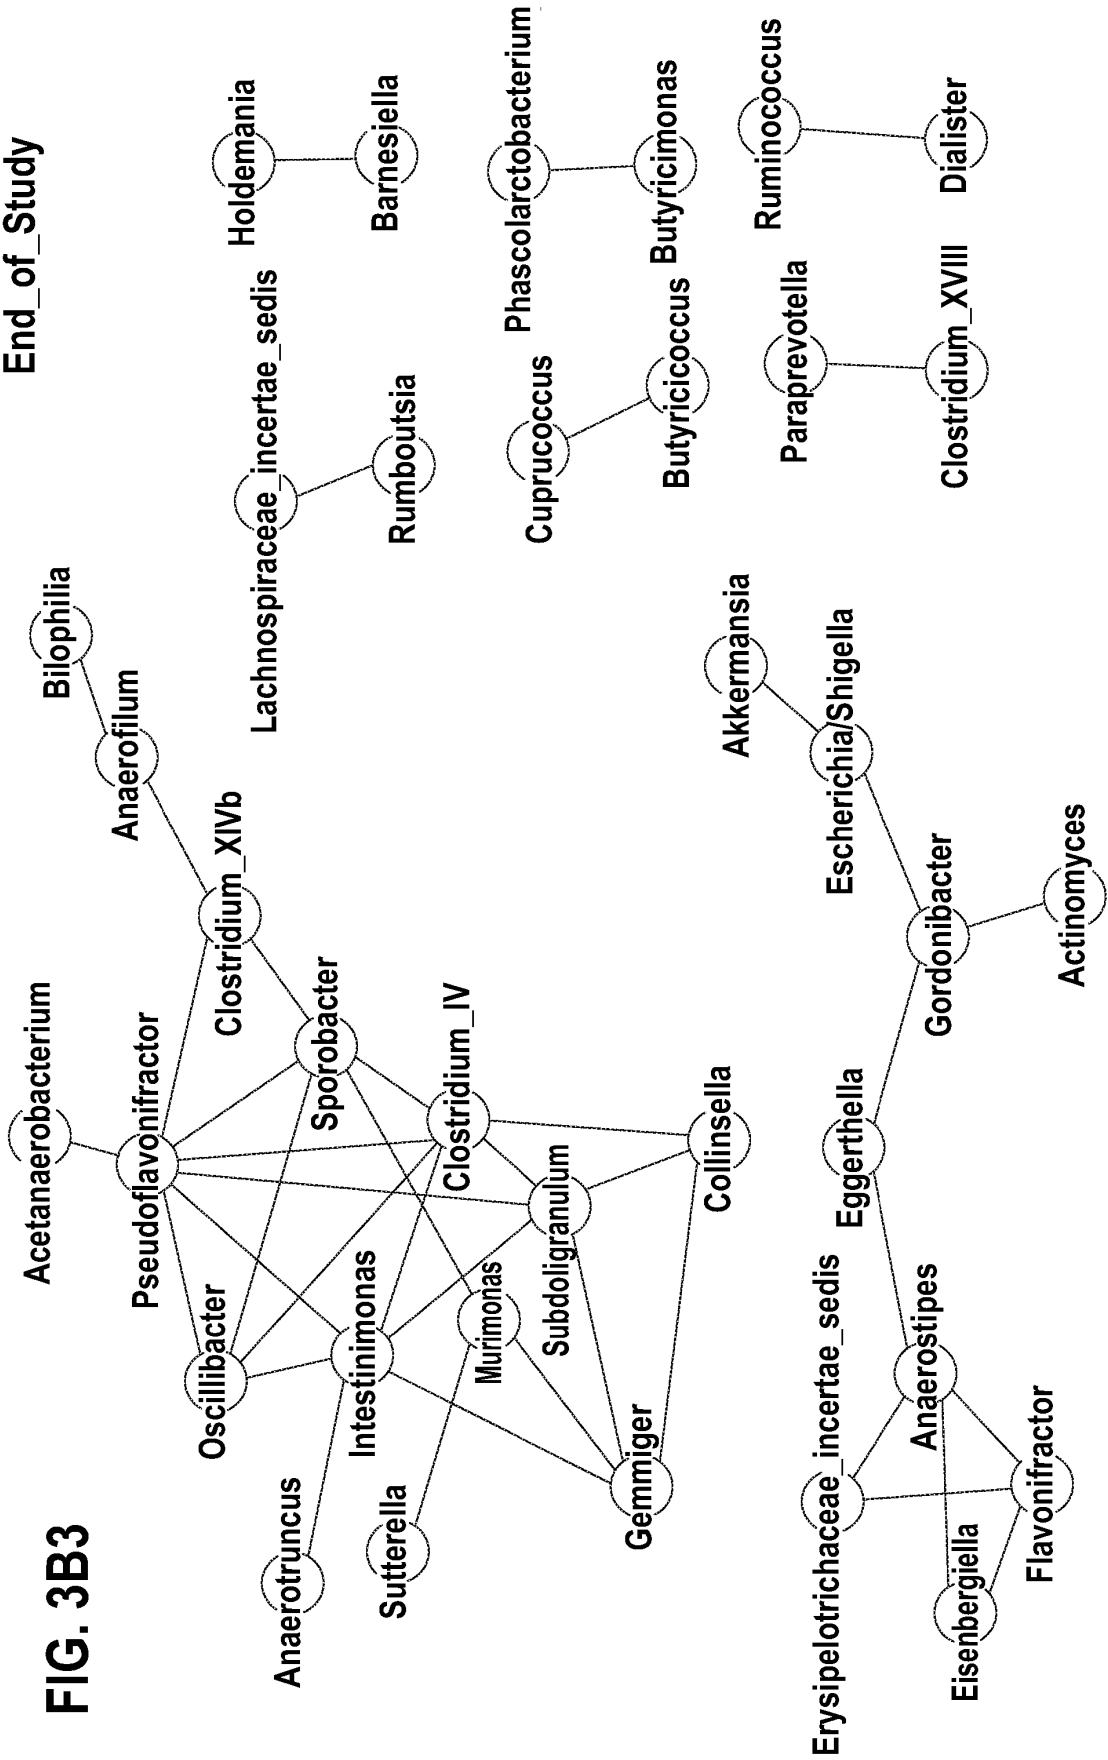 FIG. 3B3
End_of_Study
Acetanaerobacterium
Bilophilia
Pseudoflavonifractor
Anaerofilum
Oscillibacter
Clostridium_XIVb
Lachnospiraceae_incertae_sedis
Holdemania
Anaerotruncus
Intestinimonas
Sporobacter
Rumboutsia
Barnesiella
Sutterella
Murimonas
Clostridium_IV
Subdoligranulum
Cuprucoccus
Phascolarctobacterium
Gemmiger
Collinsella
Butyricicoccus
Butyricimonas
Akkermansia
Paraprevotella
Ruminococcus
Erysipelotrichaceae_incertae_sedis
Eggerthella
Escherichia/Shigella
Anaerostipes
Gordonibacter
Clostridium_XVIII
Dialister
Eisenbergiella
Flavonifractor
Actinomyces